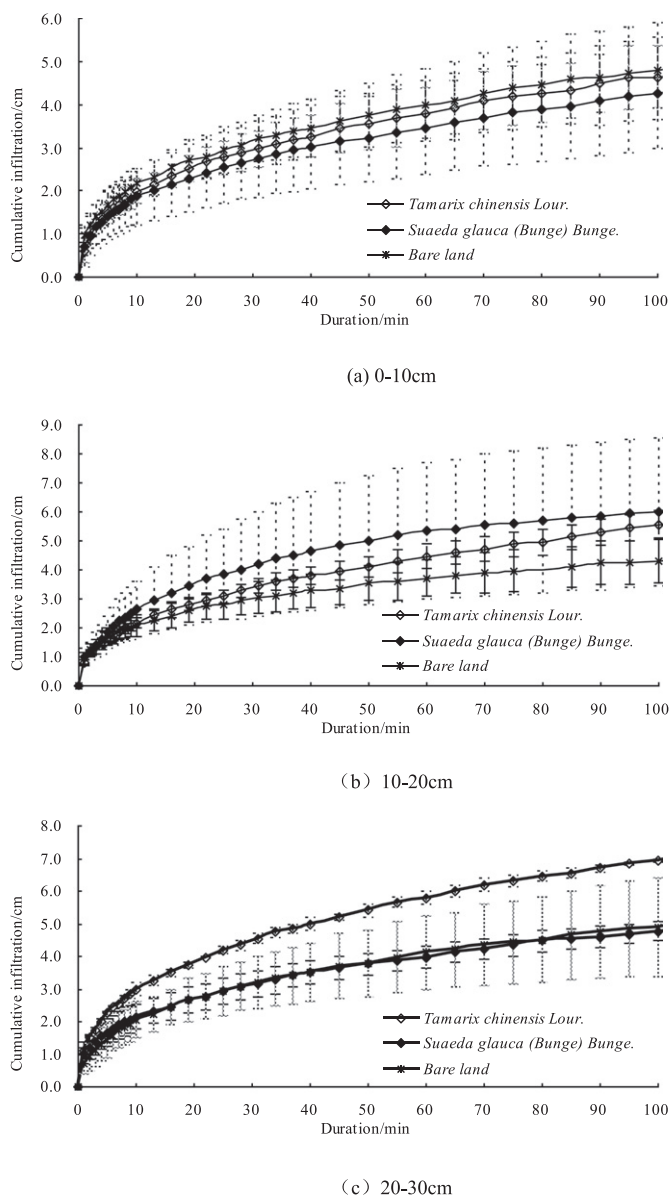 6.0
5.0
4.0
3.0
2.0
1.0
0.0
Cumulative infiltration/cm
Tamarix chinensis Lour.
Suaeda glauca (Bunge) Bunge.
Bare land
0 10 20 30 40 50 60 70 80 90 100
Duration/min
(a) 0-10cm
9.0
8.0
7.0
6.0
5.0
4.0
3.0
2.0
1.0
0.0
Cumulative infiltration/cm
Tamarix chinensis Lour.
Suaeda glauca (Bunge) Bunge.
Bare land
0 10 20 30 40 50 60 70 80 90 100
Duration/min
（b）10-20cm
8.0
7.0
6.0
5.0
4.0
3.0
2.0
1.0
0.0
Cumulative infiltration/cm
Tamarix chinensis Lour.
Suaeda glauca (Bunge) Bunge.
Bare land
0 10 20 30 40 50 60 70 80 90 100
Duration/min
（c）20-30cm